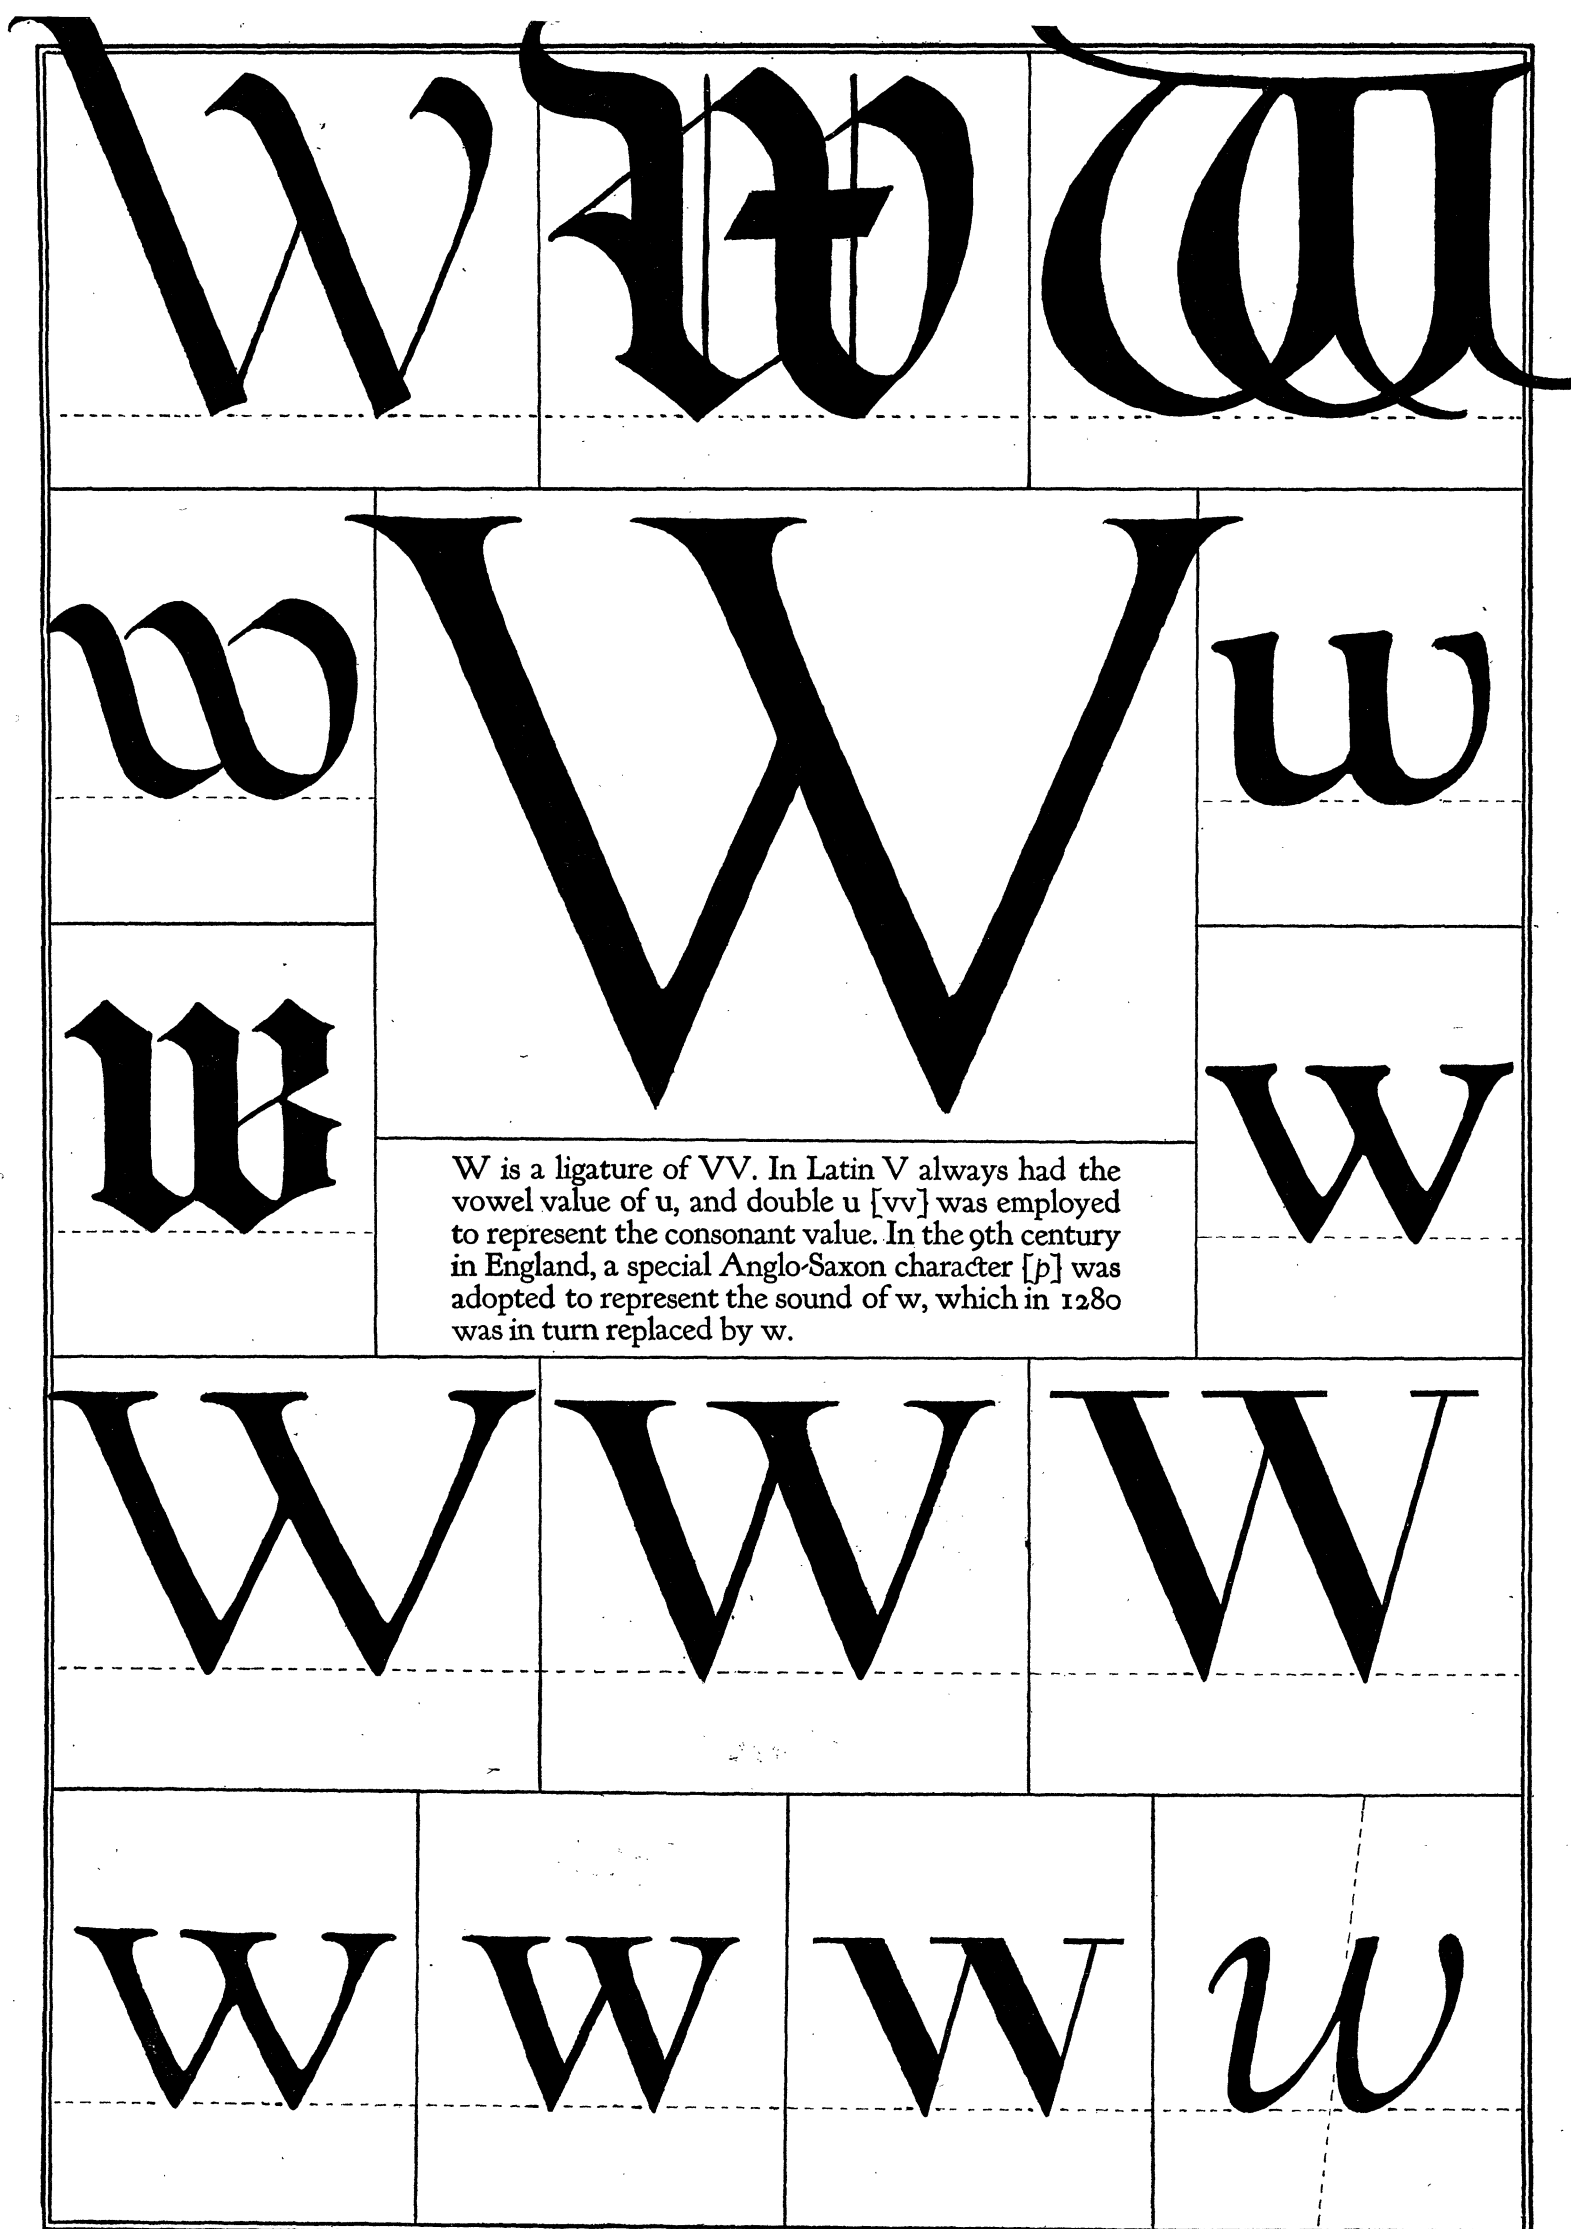 W W W
w W w
w w
W is a ligature of VV. In Latin V always had the
vowel value of u, and double u [vv] was employed
to represent the consonant value. In the 9th century
in England, a special Anglo-Saxon character [ƿ] was
adopted to represent the sound of w, which in 1280
was in turn replaced by w.
W W W
w w w w